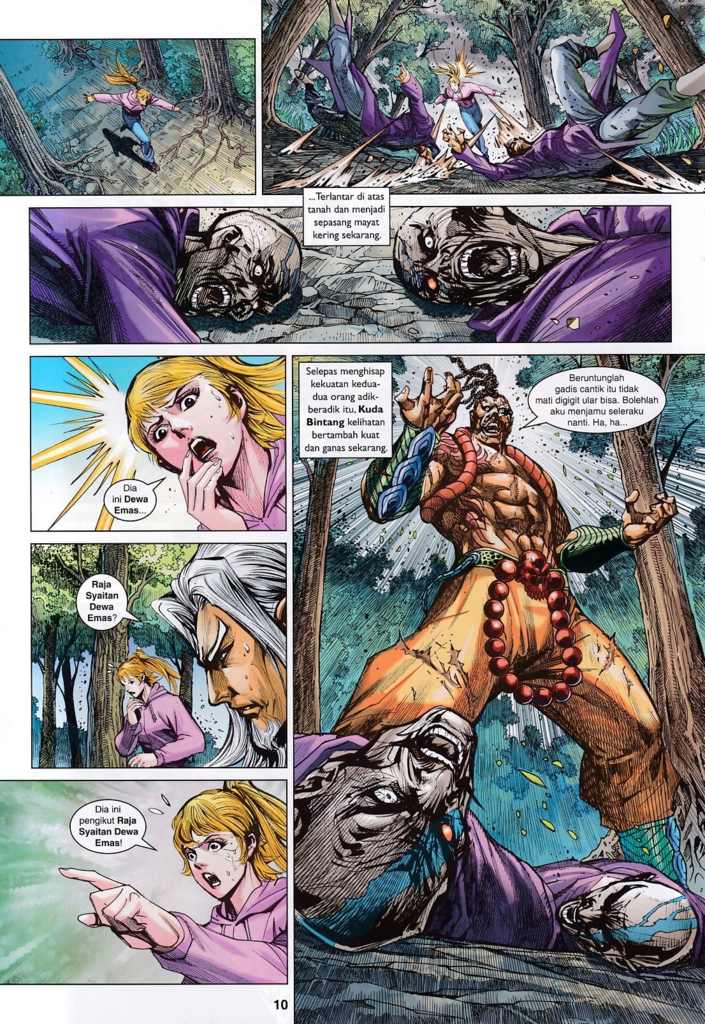 ...Terlantar di atas
tanah dan menjadi
sepasang mayat
kering sekarang.
Dia
ini Dewa
Emas...
Selepas menghisap
kekuatan kedua-
dua orang adik-
beradik itu, Kuda
Bintang kelihatan
bertambah kuat
dan ganas sekarang.
Beruntunglah
gadis cantik itu tidak
mati digigit ular bisa. Bolehlah
aku menjamu seleraku
nanti. Ha, ha...
Raja
Syaitan
Dewa
Emas?
Dia ini
pengikut Raja
Syaitan Dewa
Emas!
10